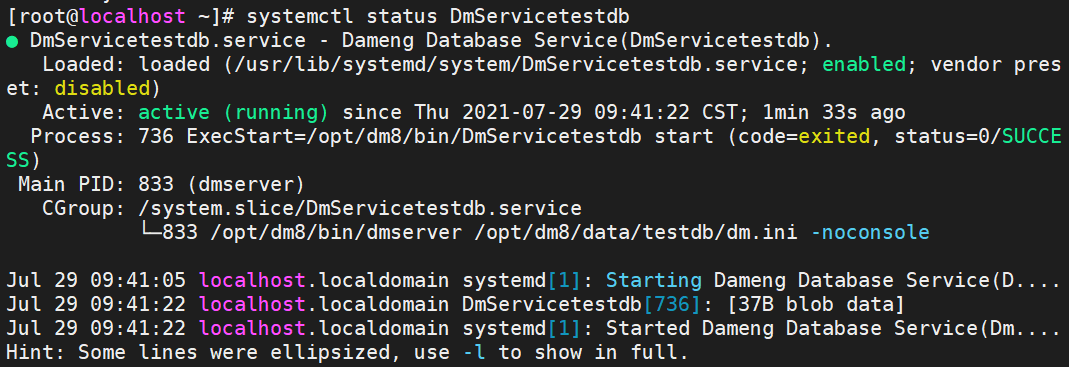 [root@localhost ~]# systemctl status DmServicetestdb
● DmServicetestdb.service - Dameng Database Service(DmServicetestdb).
   Loaded: loaded (/usr/lib/systemd/system/DmServicetestdb.service; enabled; vendor pres
et: disabled)
   Active: active (running) since Thu 2021-07-29 09:41:22 CST; 1min 33s ago
  Process: 736 ExecStart=/opt/dm8/bin/DmServicetestdb start (code=exited, status=0/SUCCE
SS)
 Main PID: 833 (dmserver)
   CGroup: /system.slice/DmServicetestdb.service
           └─833 /opt/dm8/bin/dmserver /opt/dm8/data/testdb/dm.ini -noconsole

Jul 29 09:41:05 localhost.localdomain systemd[1]: Starting Dameng Database Service(D....
Jul 29 09:41:22 localhost.localdomain DmServicetestdb[736]: [37B blob data]
Jul 29 09:41:22 localhost.localdomain systemd[1]: Started Dameng Database Service(Dm....
Hint: Some lines were ellipsized, use -l to show in full.